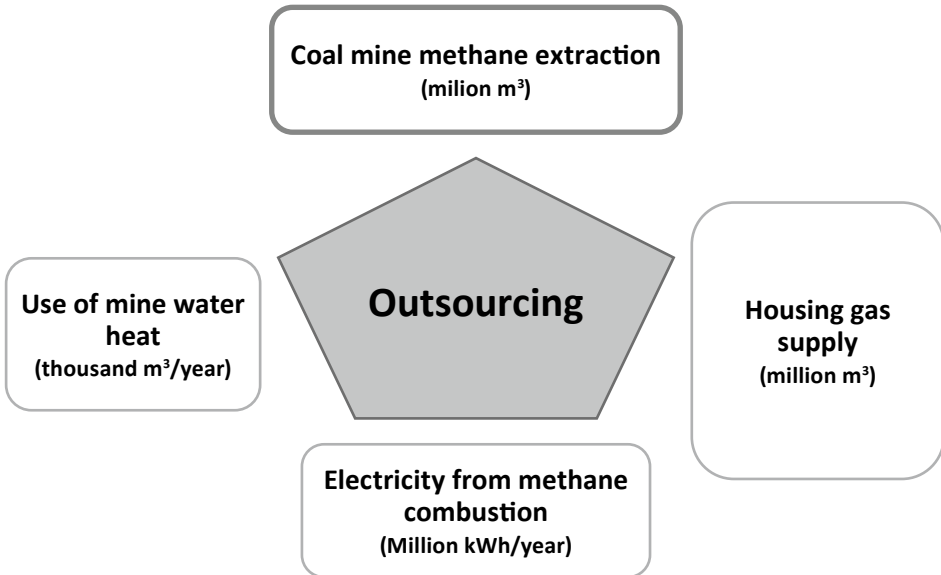 Coal mine methane extraction
(milion m³)
Use of mine water
heat
(thousand m³/year)
Outsourcing
Housing gas
supply
(million m³)
Electricity from methane
combustion
(Million kWh/year)